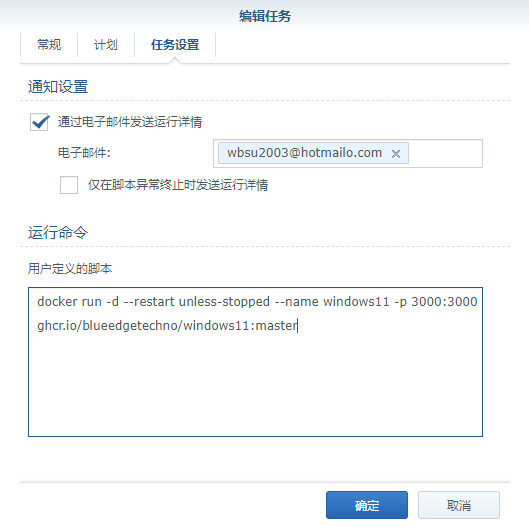 编辑任务
常规 计划 任务设置
通知设置
通过电子邮件发送运行详情
电子邮件: wbsu2003@hotmailo.com
仅在脚本异常终止时发送运行详情
运行命令
用户定义的脚本
docker run -d --restart unless-stopped --name windows11 -p 3000:3000
ghcr.io/blueedgetechno/windows11:master
确定 取消